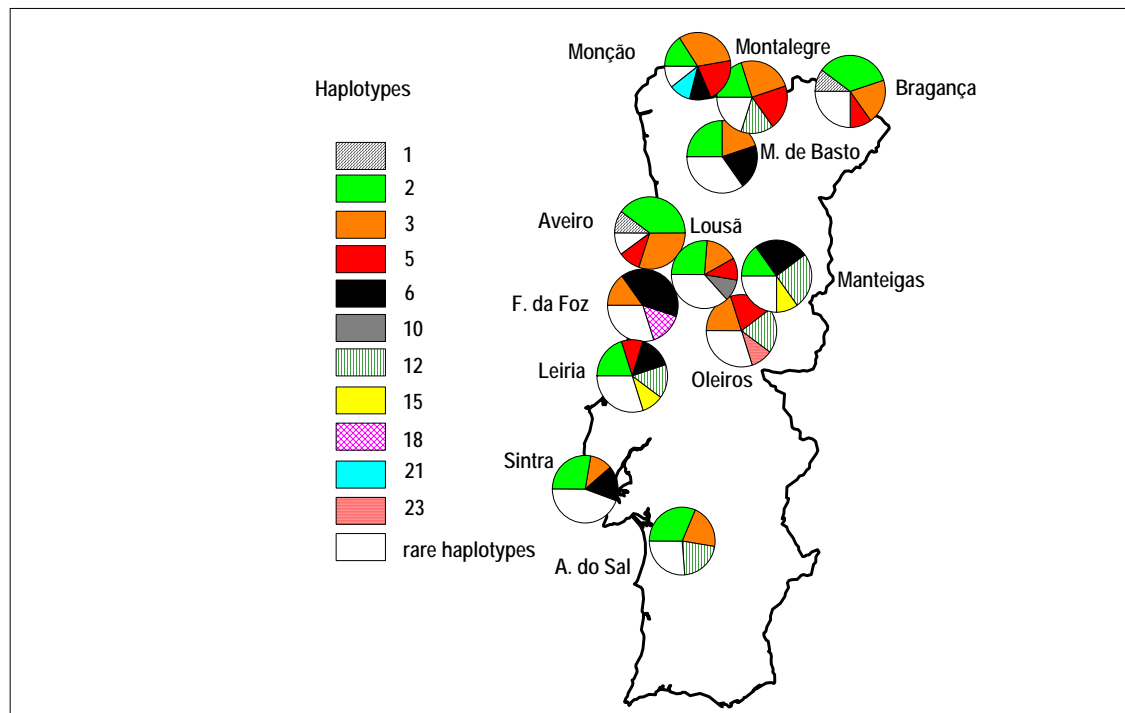 Haplotypes
1
2
3
5
6
10
12
15
18
21
23
rare haplotypes
Monção
Montalegre
Bragança
M. de Basto
Aveiro
Lousã
Manteigas
F. da Foz
Oleiros
Leiria
Sintra
A. do Sal